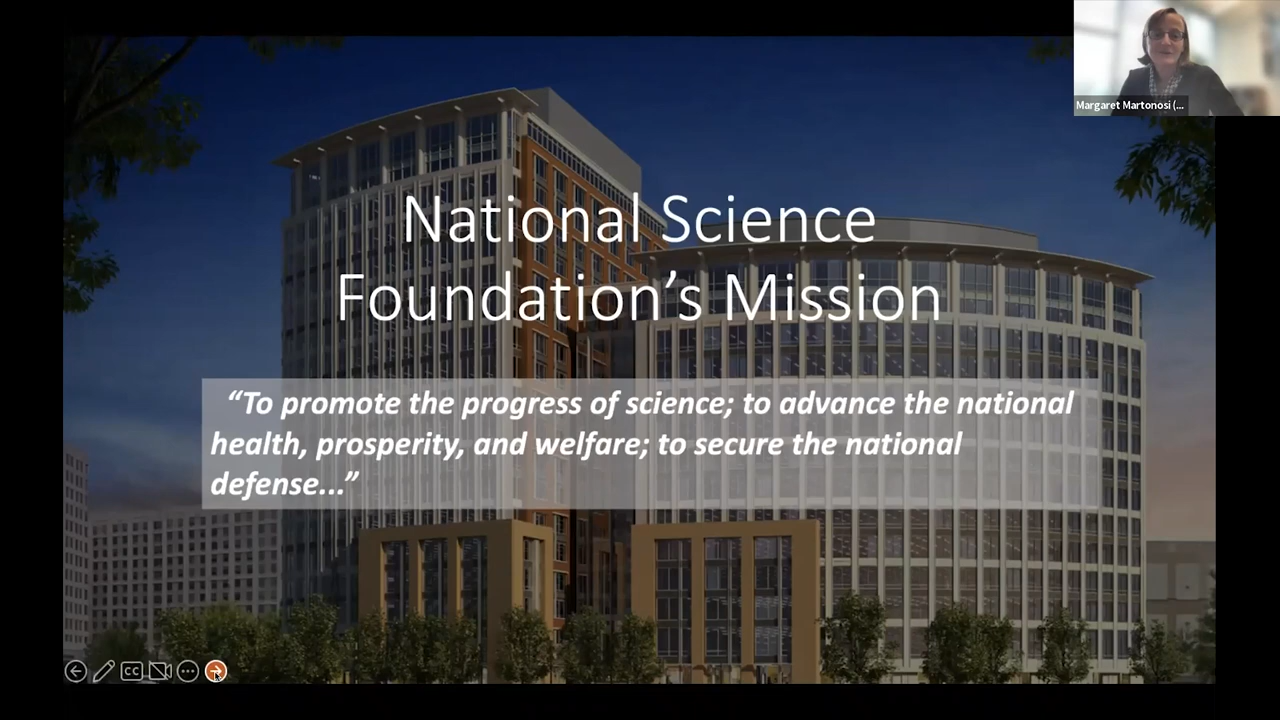 Margaret Martonosi (...
National Science
Foundation’s Mission
“To promote the progress of science; to advance the national
health, prosperity, and welfare; to secure the national
defense...”
CC